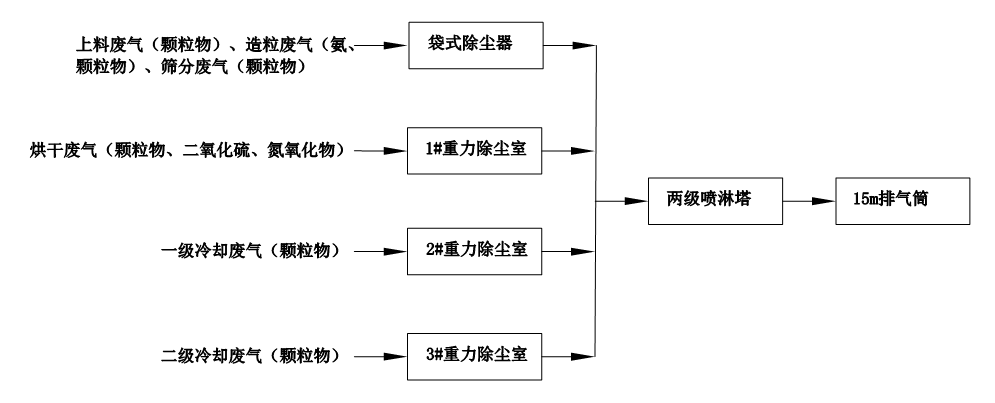 上料废气（颗粒物）、造粒废气（氨、
颗粒物）、筛分废气（颗粒物）
袋式除尘器
烘干废气（颗粒物、二氧化硫、氮氧化物）
1#重力除尘室
两级喷淋塔
15m排气筒
一级冷却废气（颗粒物）
2#重力除尘室
二级冷却废气（颗粒物）
3#重力除尘室